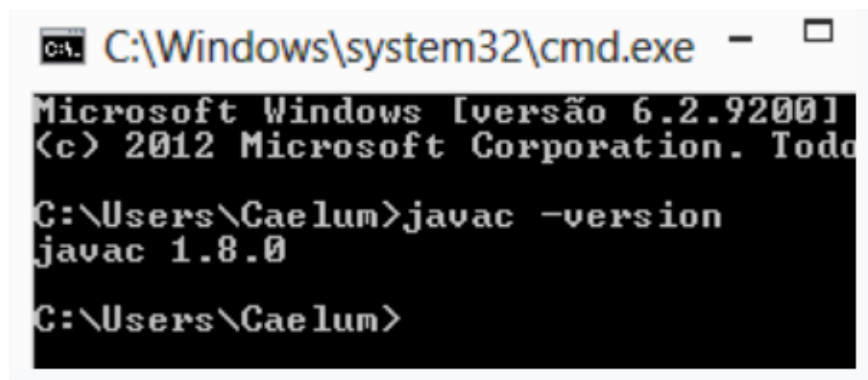 C:\Windows\system32\cmd.exe
Microsoft Windows [versão 6.2.9200]
(c) 2012 Microsoft Corporation. Todo
C:\Users\Caelum>javac -version
javac 1.8.0
C:\Users\Caelum>